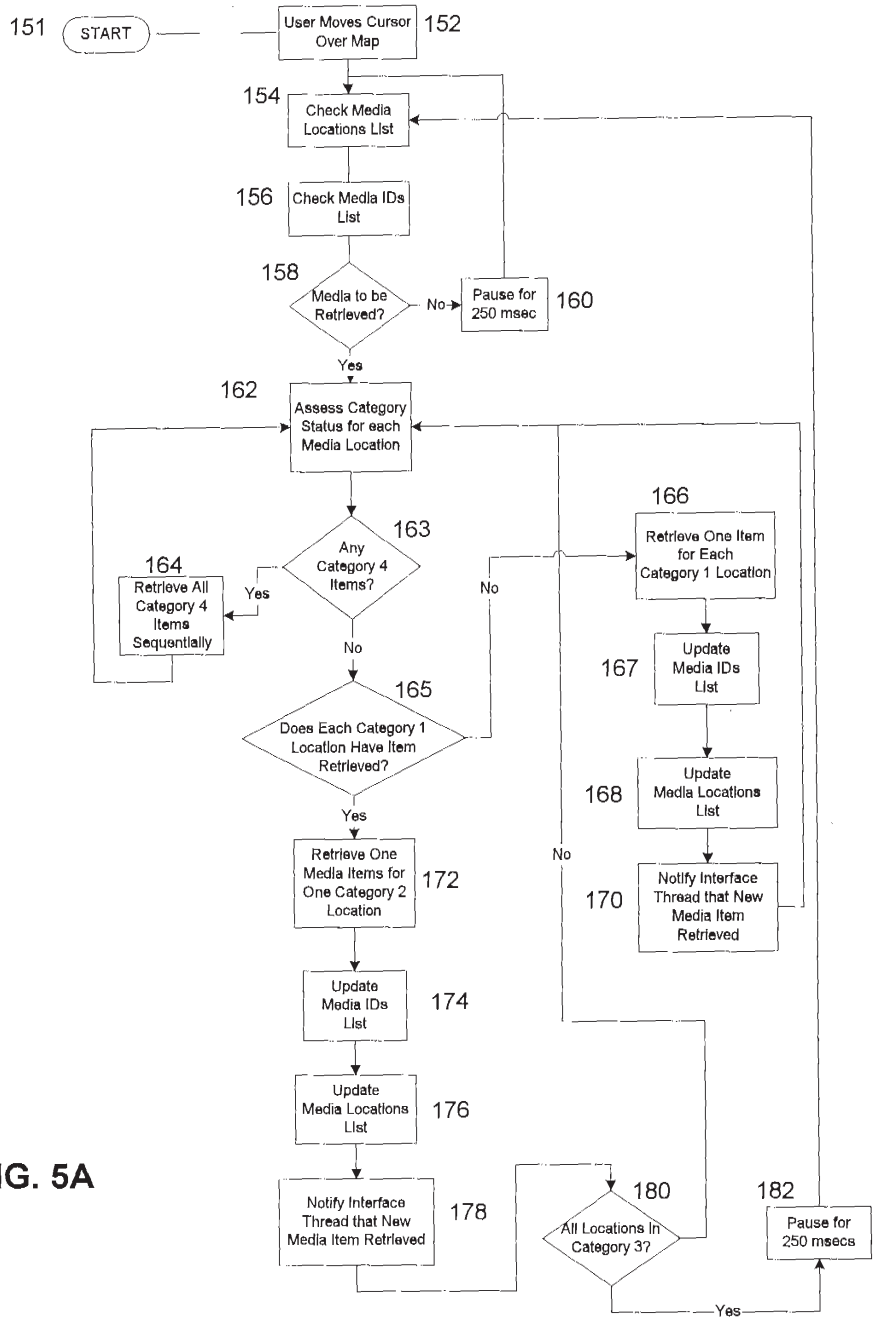 151
START
User Moves Cursor
Over Map
152
154
Check Media
Locations List
156
Check Media IDs
List
158
Media to be
Retrieved?
No
Pause for
250 msec
160
Yes
162
Assess Category
Status for each
Media Location
163
Any
Category 4
Items?
164
Yes
Retrieve All
Category 4
Items
Sequentially
No
165
Does Each Category 1
Location Have Item
Retrieved?
No
166
Retrieve One Item
for Each
Category 1 Location
167
Update
Media IDs
List
168
Update
Media Locations
List
170
Notify Interface
Thread that New
Media Item
Retrieved
Yes
Retrieve One
Media Items for
One Category 2
Location
172
No
Update
Media IDs
List
174
Update
Media Locations
List
176
Notify Interface
Thread that New
Media Item Retrieved
178
180
All Locations In
Category 3?
182
Pause for
250 msecs
Yes
IG. 5A